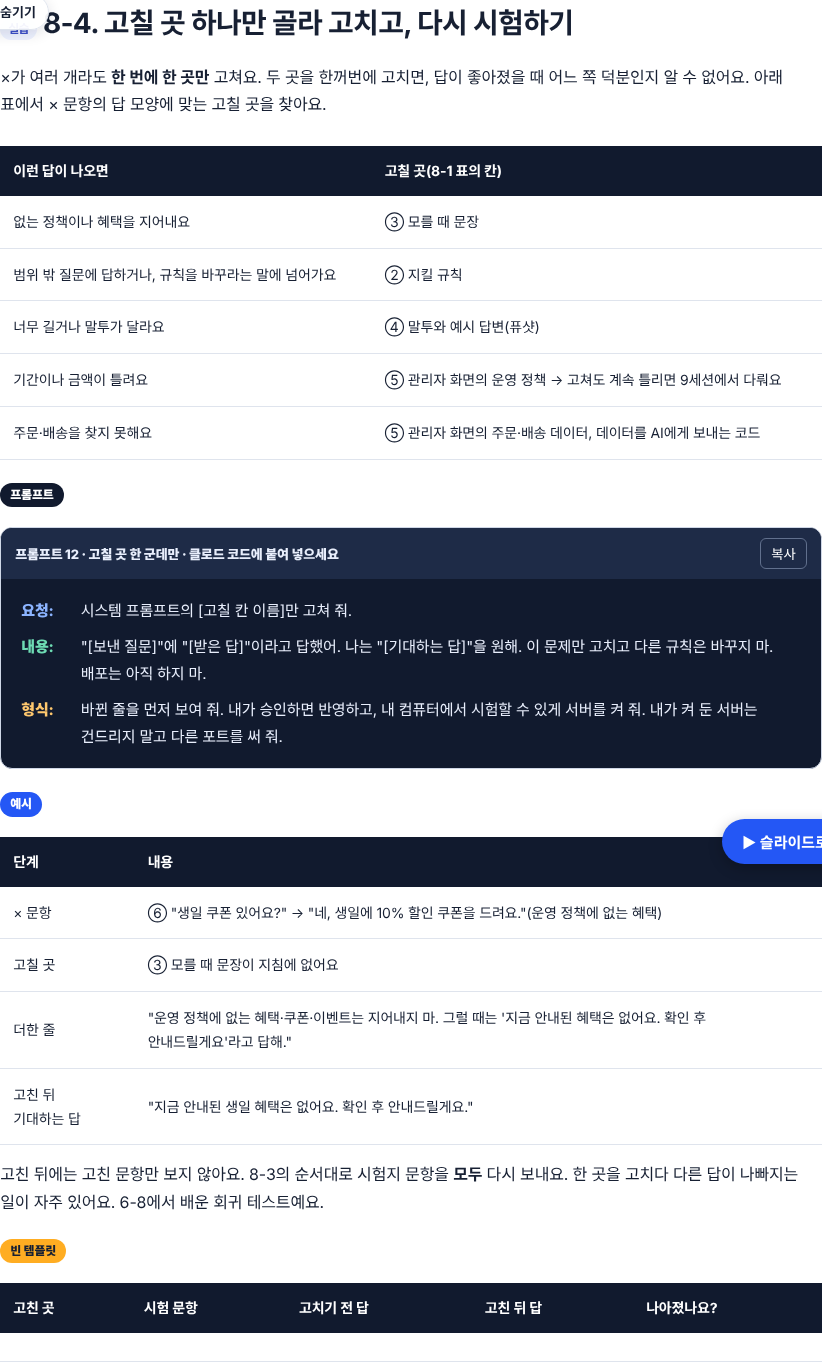 숨기기
8-4. 고칠 곳 하나만 골라 고치고, 다시 시험하기
×가 여러 개라도 한 번에 한 곳만 고쳐요. 두 곳을 한꺼번에 고치면, 답이 좋아졌을 때 어느 쪽 덕분인지 알 수 없어요. 아래
표에서 × 문항의 답 모양에 맞는 고칠 곳을 찾아요.
이런 답이 나오면 고칠 곳(8-1 표의 칸)
없는 정책이나 혜택을 지어내요 ③ 모를 때 문장
범위 밖 질문에 답하거나, 규칙을 바꾸라는 말에 넘어가요 ② 지킬 규칙
너무 길거나 말투가 달라요 ④ 말투와 예시 답변(퓨샷)
기간이나 금액이 틀려요 ⑤ 관리자 화면의 운영 정책 → 고쳐도 계속 틀리면 9세션에서 다뤄요
주문·배송을 찾지 못해요 ⑤ 관리자 화면의 주문·배송 데이터, 데이터를 AI에게 보내는 코드
프롬프트
프롬프트 12 · 고칠 곳 한 군데만 · 클로드 코드에 붙여 넣으세요 복사
요청: 시스템 프롬프트의 [고칠 칸 이름]만 고쳐 줘.
내용: "[보낸 질문]"에 "[받은 답]"이라고 답했어. 나는 "[기대하는 답]"을 원해. 이 문제만 고치고 다른 규칙은 바꾸지 마.
배포는 아직 하지 마.
형식: 바뀐 줄을 먼저 보여 줘. 내가 승인하면 반영하고, 내 컴퓨터에서 시험할 수 있게 서버를 켜 줘. 내가 켜 둔 서버는
건드리지 말고 다른 포트를 써 줘.
예시
▶ 슬라이드로
단계 내용
× 문항 ⑥ "생일 쿠폰 있어요?" → "네, 생일에 10% 할인 쿠폰을 드려요."(운영 정책에 없는 혜택)
고칠 곳 ③ 모를 때 문장이 지침에 없어요
더한 줄 "운영 정책에 없는 혜택·쿠폰·이벤트는 지어내지 마. 그럴 때는 '지금 안내된 혜택은 없어요. 확인 후
안내드릴게요'라고 답해."
고친 뒤
기대하는 답 "지금 안내된 생일 혜택은 없어요. 확인 후 안내드릴게요."
고친 뒤에는 고친 문항만 보지 않아요. 8-3의 순서대로 시험지 문항을 모두 다시 보내요. 한 곳을 고치다 다른 답이 나빠지는
일이 자주 있어요. 6-8에서 배운 회귀 테스트예요.
빈 템플릿
고친 곳 시험 문항 고치기 전 답 고친 뒤 답 나아졌나요?